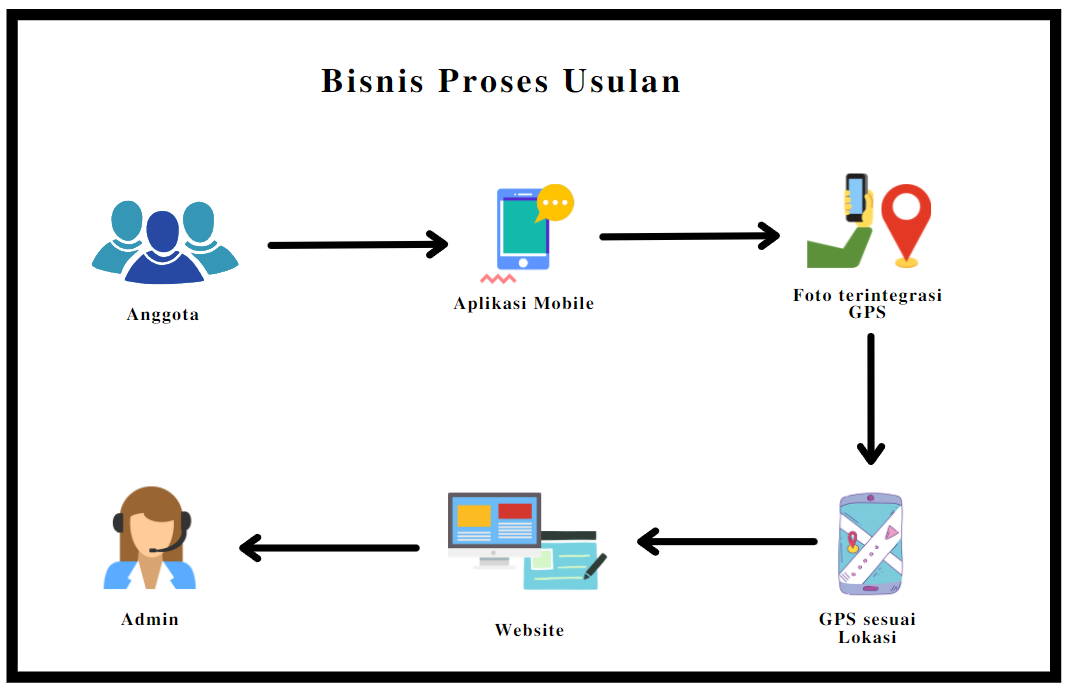 Bisnis Proses Usulan
Anggota
Aplikasi Mobile
Foto terintegrasi
GPS
Admin
Website
GPS sesuai
Lokasi